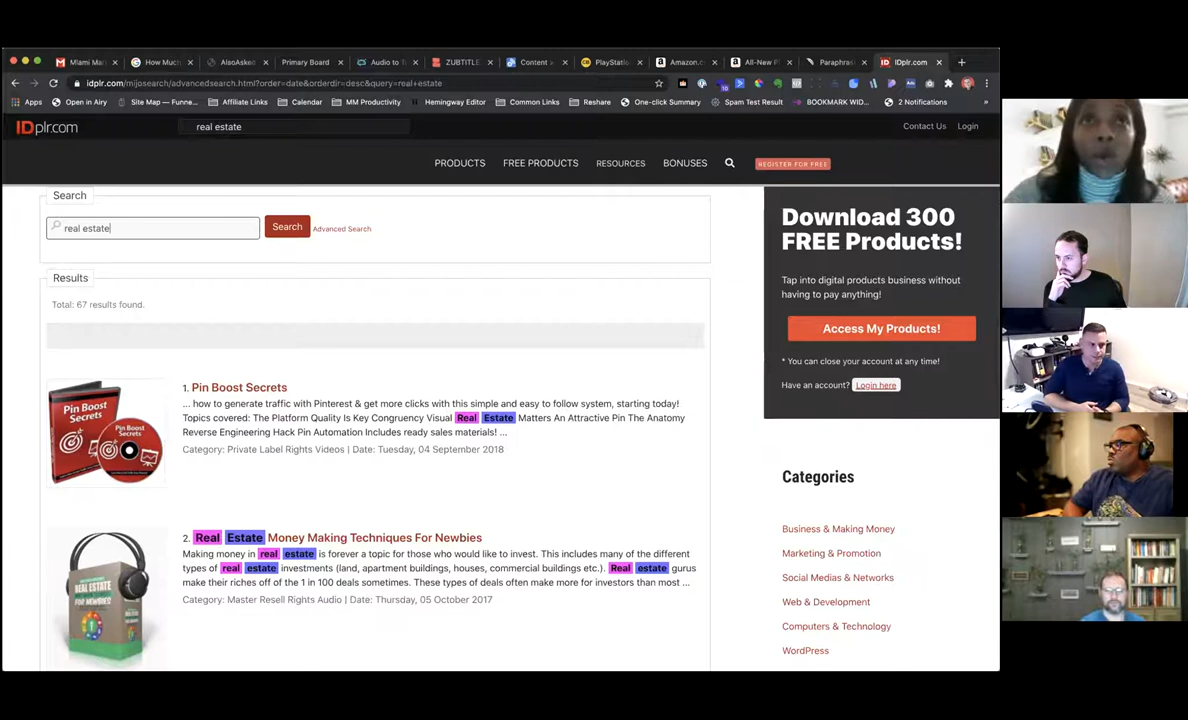 Miami Mar
How Much
AlsoAsked
Primary Board
Audio to T
ZUBTITLE
Content
PlayStatio
Amazon.c
All-New F
Paraphras
IDplr.com
idplr.com/mijosearch/advancedsearch.html?order=date&orderdir=desc&query=real+estate
Apps
Open in Airy
Site Map — Funne...
Affiliate Links
Calendar
MM Productivity
Hemingway Editor
Common Links
Reshare
One-click Summary
Spam Test Result
BOOKMARK WID...
2 Notifications
»
IDplr.com
real estate
Contact Us
Login
PRODUCTS
FREE PRODUCTS
RESOURCES
BONUSES
REGISTER FOR FREE
Search
real estate
Search
Advanced Search
Results
Total: 67 results found.
1. Pin Boost Secrets
... how to generate traffic with Pinterest & get more clicks with this simple and easy to follow system, starting today!
Topics covered: The Platform Quality Is Key Congruency Visual Real Estate Matters An Attractive Pin The Anatomy
Reverse Engineering Hack Pin Automation Includes ready sales materials! ...
Category: Private Label Rights Videos | Date: Tuesday, 04 September 2018
Pin Boost
Secrets
Pin Boost
Secrets
2. Real Estate Money Making Techniques For Newbies
Making money in real estate is forever a topic for those who would like to invest. This includes many of the different
types of real estate investments (land, apartment buildings, houses, commercial buildings etc.). Real estate gurus
make their riches off of the 1 in 100 deals sometimes. These types of deals often make more for investors than most ...
Category: Master Resell Rights Audio | Date: Thursday, 05 October 2017
REAL ESTATE
FOR NEWBIES
Download 300
FREE Products!
Tap into digital products business without
having to pay anything!
Access My Products!
* You can close your account at any time!
Have an account? Login here
Categories
Business & Making Money
Marketing & Promotion
Social Medias & Networks
Web & Development
Computers & Technology
WordPress